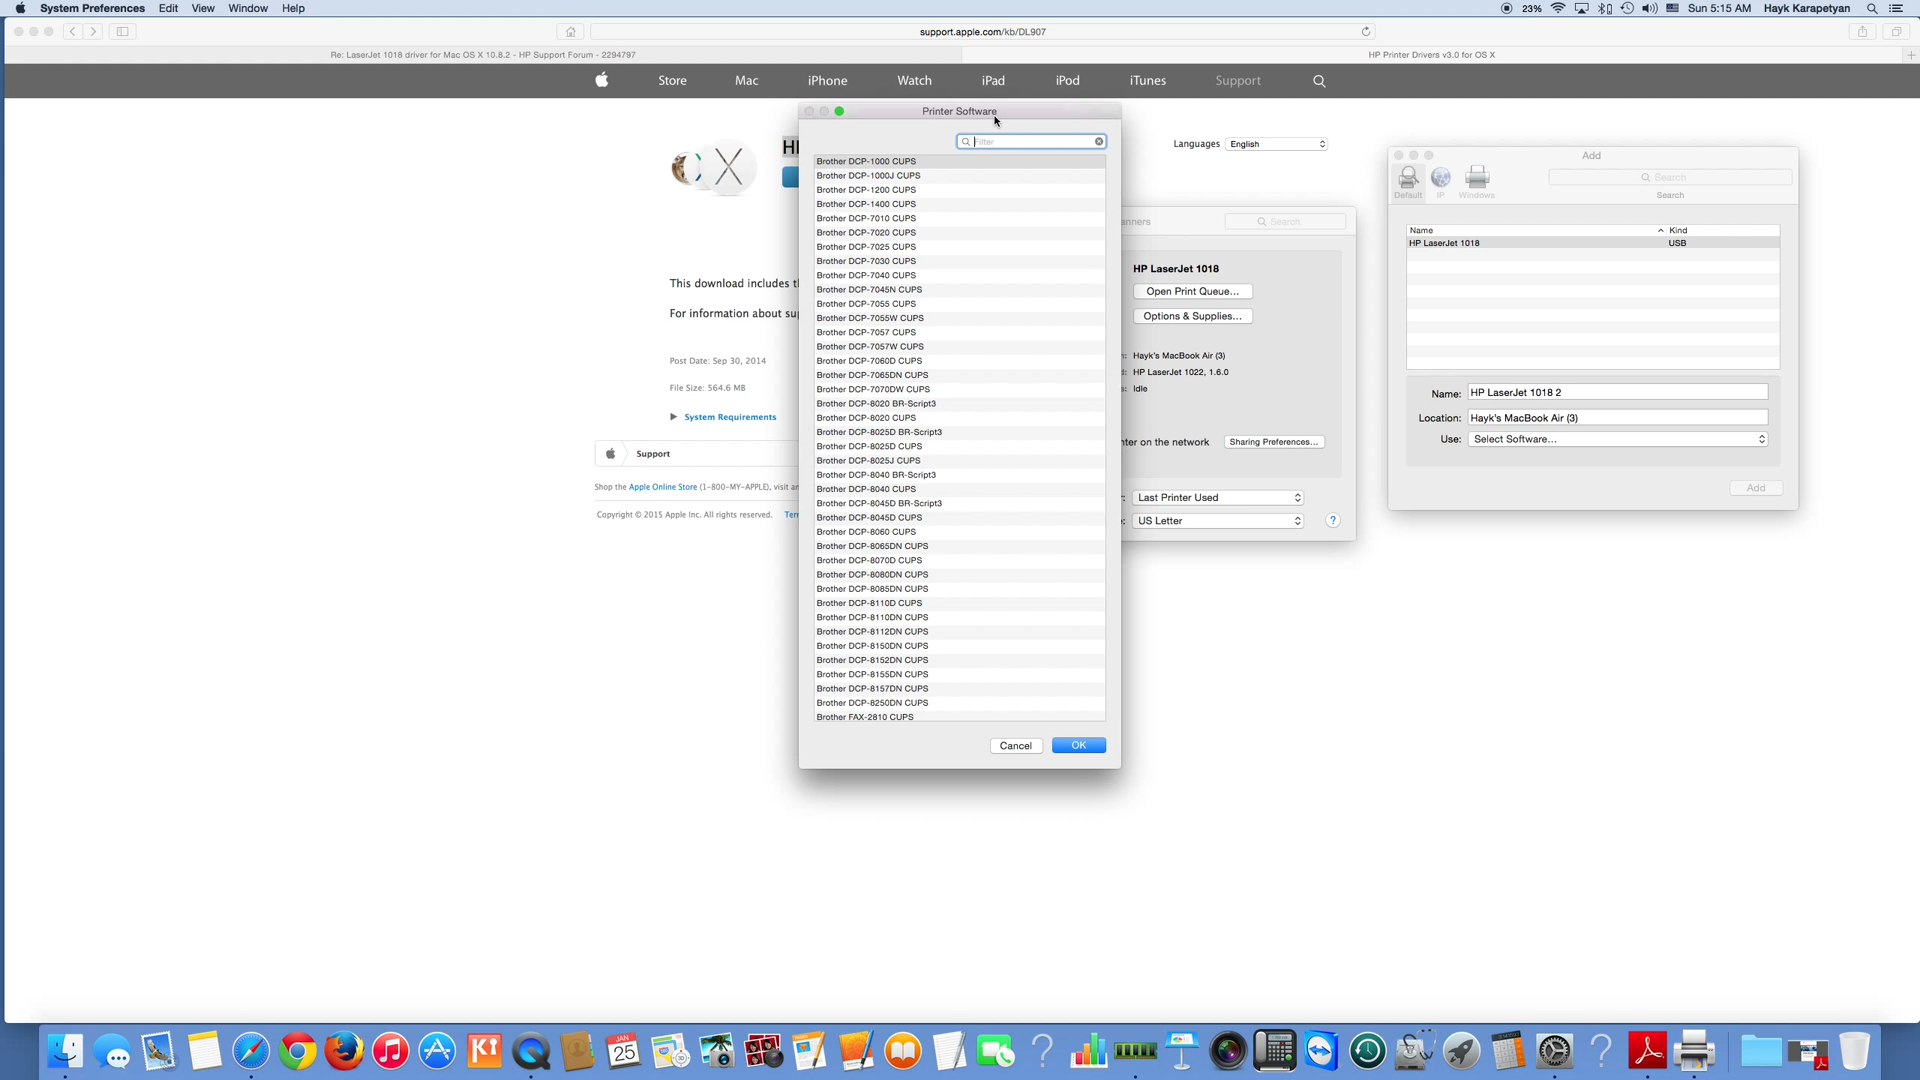 System Preferences Edit View Window Help 23% Sun 5:15 AM Hayk Karapetyan
support.apple.com/kb/DL907
Re: LaserJet 1018 driver for Mac OS X 10.8.2 - HP Support Forum - 2294797
HP Printer Drivers v3.0 for OS X
Store Mac iPhone Watch iPad iPod iTunes Support
Printer Software
Filter
Brother DCP-1000 CUPS
Brother DCP-1000J CUPS
Brother DCP-1200 CUPS
Brother DCP-1400 CUPS
Brother DCP-7010 CUPS
Brother DCP-7020 CUPS
Brother DCP-7025 CUPS
Brother DCP-7030 CUPS
Brother DCP-7040 CUPS
Brother DCP-7045N CUPS
Brother DCP-7055 CUPS
Brother DCP-7055W CUPS
Brother DCP-7057 CUPS
Brother DCP-7057W CUPS
Brother DCP-7060D CUPS
Brother DCP-7065DN CUPS
Brother DCP-7070DW CUPS
Brother DCP-8020 BR-Script3
Brother DCP-8020 CUPS
Brother DCP-8025D BR-Script3
Brother DCP-8025D CUPS
Brother DCP-8025J CUPS
Brother DCP-8040 BR-Script3
Brother DCP-8040 CUPS
Brother DCP-8045D BR-Script3
Brother DCP-8045D CUPS
Brother DCP-8060 CUPS
Brother DCP-8065DN CUPS
Brother DCP-8070D CUPS
Brother DCP-8080DN CUPS
Brother DCP-8085DN CUPS
Brother DCP-8110D CUPS
Brother DCP-8110DN CUPS
Brother DCP-8112DN CUPS
Brother DCP-8150DN CUPS
Brother DCP-8152DN CUPS
Brother DCP-8155DN CUPS
Brother DCP-8157DN CUPS
Brother DCP-8250DN CUPS
Brother FAX-2810 CUPS
Cancel OK
H
This download includes t
For information about su
Post Date: Sep 30, 2014
File Size: 564.6 MB
System Requirements
Support
Shop the Apple Online Store (1-800-MY-APPLE), visit a
Copyright © 2015 Apple Inc. All rights reserved. Ter
Languages English
anners Search
HP LaserJet 1018
Open Print Queue...
Options & Supplies...
n: Hayk's MacBook Air (3)
d: HP LaserJet 1022, 1.6.0
s: Idle
nter on the network Sharing Preferences...
r: Last Printer Used
e: US Letter ?
Add
Default IP Windows
Search
Search
Name Kind
HP LaserJet 1018 USB
Name: HP LaserJet 1018 2
Location: Hayk's MacBook Air (3)
Use: Select Software...
Add
JAN
25